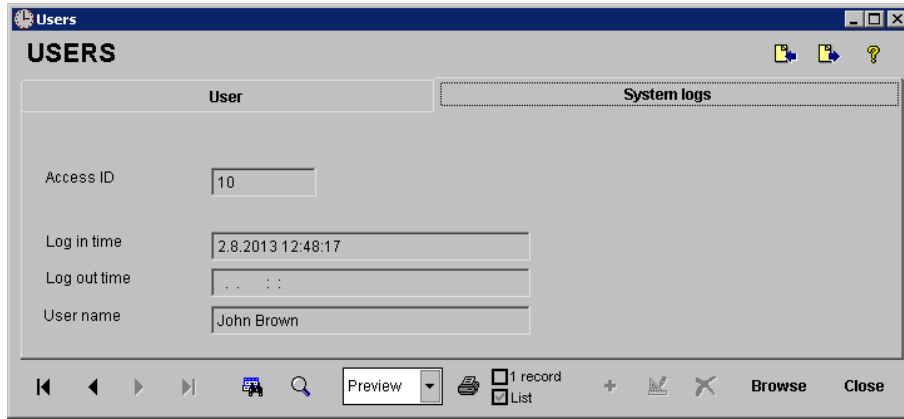 Users
USERS
User
System logs
Access ID
10
Log in time
2.8.2013 12:48:17
Log out time
. . : :
User name
John Brown
Preview
1 record
List
Browse
Close